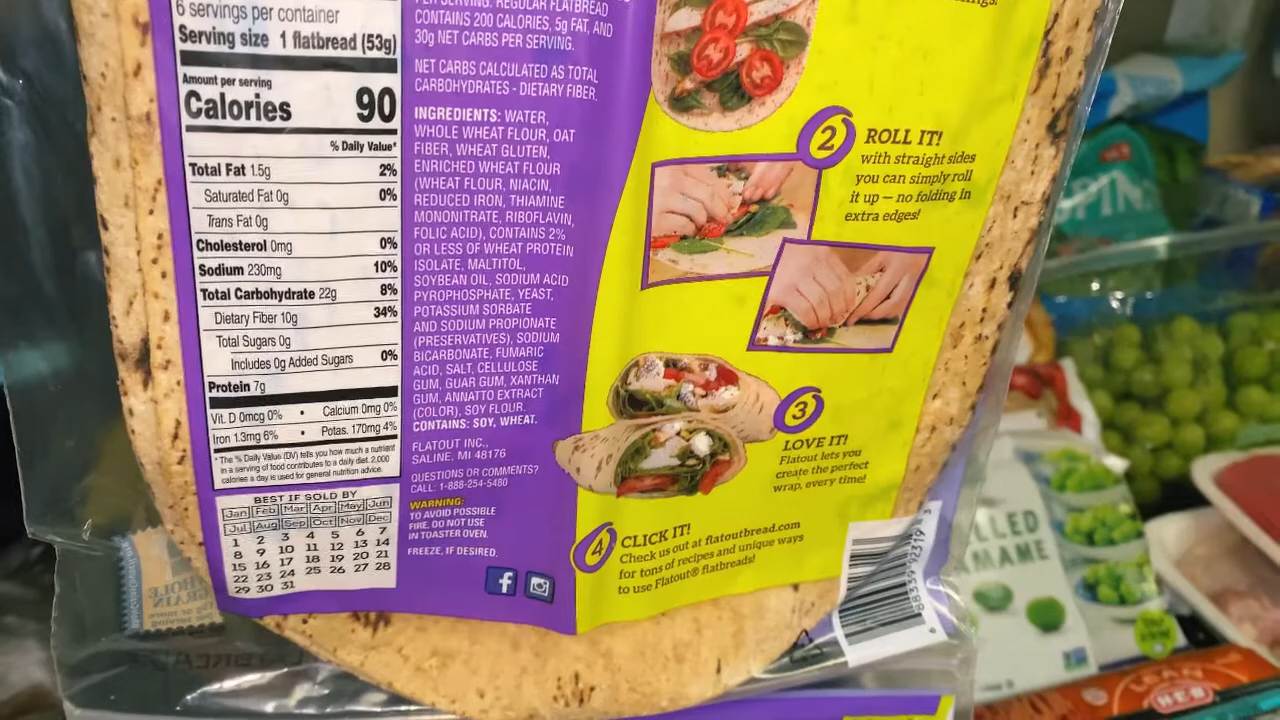 6 servings per container
Serving size 1 flatbread (53g)
Amount per serving
Calories 90
% Daily Value*
Total Fat 1.5g 2%
Saturated Fat 0g 0%
Trans Fat 0g
Cholesterol 0mg 0%
Sodium 230mg 10%
Total Carbohydrate 22g 8%
Dietary Fiber 10g 34%
Total Sugars 0g
Includes 0g Added Sugars 0%
Protein 7g
Vit. D 0mcg 0% • Calcium 0mg 0%
Iron 1.3mg 6% • Potas. 170mg 4%
*The % Daily Value (DV) tells you how much a nutrient
in a serving of food contributes to a daily diet. 2,000
calories a day is used for general nutrition advice.
BEST IF SOLD BY
Jan Feb Mar Apr May Jun
Jul Aug Sep Oct Nov Dec
1 2 3 4 5 6 7
8 9 10 11 12 13 14
15 16 17 18 19 20 21
22 23 24 25 26 27 28
29 30 31
PER SERVING. REGULAR FLATBREAD
CONTAINS 200 CALORIES, 5g FAT, AND
30g NET CARBS PER SERVING.
NET CARBS CALCULATED AS TOTAL
CARBOHYDRATES - DIETARY FIBER.
INGREDIENTS: WATER,
WHOLE WHEAT FLOUR, OAT
FIBER, WHEAT GLUTEN,
ENRICHED WHEAT FLOUR
(WHEAT FLOUR, NIACIN,
REDUCED IRON, THIAMINE
MONONITRATE, RIBOFLAVIN,
FOLIC ACID), CONTAINS 2%
OR LESS OF WHEAT PROTEIN
ISOLATE, MALTITOL,
SOYBEAN OIL, SODIUM ACID
PYROPHOSPHATE, YEAST,
POTASSIUM SORBATE
AND SODIUM PROPIONATE
(PRESERVATIVES), SODIUM
BICARBONATE, FUMARIC
ACID, SALT, CELLULOSE
GUM, GUAR GUM, XANTHAN
GUM, ANNATTO EXTRACT
(COLOR), SOY FLOUR.
CONTAINS: SOY, WHEAT.
FLATOUT INC.,
SALINE, MI 48176
QUESTIONS OR COMMENTS?
CALL: 1-888-254-5480
WARNING:
TO AVOID POSSIBLE
FIRE, DO NOT USE
IN TOASTER OVEN.
FREEZE, IF DESIRED.
2 ROLL IT!
with straight sides
you can simply roll
it up — no folding in
extra edges!
3
LOVE IT!
Flatout lets you
create the perfect
wrap, every time!
4 CLICK IT!
Check us out at flatoutbread.com
for tons of recipes and unique ways
to use Flatout® flatbreads!
WHOLE
GRAIN
SPIN
LLED
MAME
LEAN
H-E-B